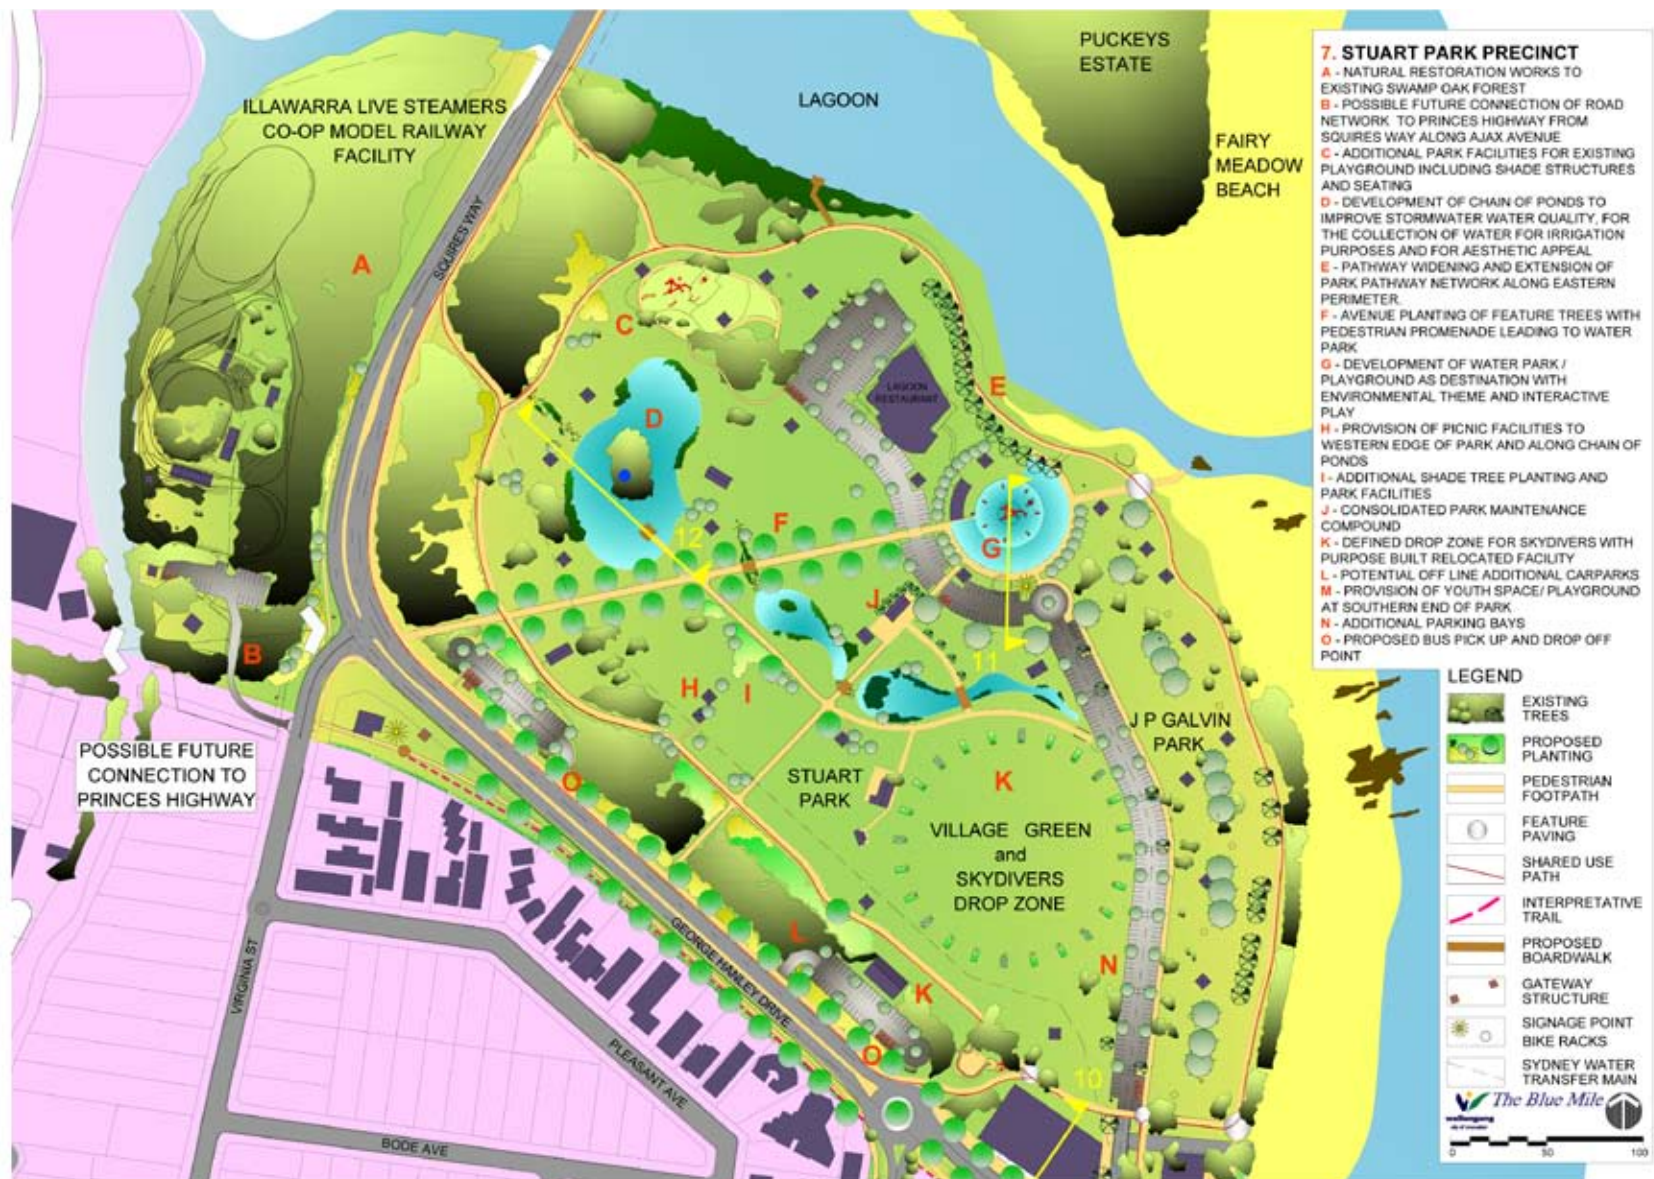 PUCKEYS
ESTATE
LAGOON
ILLAWARRA LIVE STEAMERS
CO-OP MODEL RAILWAY
FACILITY
FAIRY
MEADOW
BEACH
SQUIRES WAY
A
C
E
LAGOON
RESTAURANT
D
F
12
G
J
11
B
H
I
J P GALVIN
PARK
POSSIBLE FUTURE
CONNECTION TO
PRINCES HIGHWAY
O
STUART
PARK
K
VILLAGE GREEN
and
SKYDIVERS
DROP ZONE
L
N
K
GEORGE HANLEY DRIVE
VIRGINIA ST
O
10
PLEASANT AVE
BODE AVE
7. STUART PARK PRECINCT
A - NATURAL RESTORATION WORKS TO
EXISTING SWAMP OAK FOREST
B - POSSIBLE FUTURE CONNECTION OF ROAD
NETWORK TO PRINCES HIGHWAY FROM
SQUIRES WAY ALONG AJAX AVENUE
C - ADDITIONAL PARK FACILITIES FOR EXISTING
PLAYGROUND INCLUDING SHADE STRUCTURES
AND SEATING
D - DEVELOPMENT OF CHAIN OF PONDS TO
IMPROVE STORMWATER WATER QUALITY, FOR
THE COLLECTION OF WATER FOR IRRIGATION
PURPOSES AND FOR AESTHETIC APPEAL
E - PATHWAY WIDENING AND EXTENSION OF
PARK PATHWAY NETWORK ALONG EASTERN
PERIMETER.
F - AVENUE PLANTING OF FEATURE TREES WITH
PEDESTRIAN PROMENADE LEADING TO WATER
PARK
G - DEVELOPMENT OF WATER PARK /
PLAYGROUND AS DESTINATION WITH
ENVIRONMENTAL THEME AND INTERACTIVE
PLAY
H - PROVISION OF PICNIC FACILITIES TO
WESTERN EDGE OF PARK AND ALONG CHAIN OF
PONDS
I - ADDITIONAL SHADE TREE PLANTING AND
PARK FACILITIES
J - CONSOLIDATED PARK MAINTENANCE
COMPOUND
K - DEFINED DROP ZONE FOR SKYDIVERS WITH
PURPOSE BUILT RELOCATED FACILITY
L - POTENTIAL OFF LINE ADDITIONAL CARPARKS
M - PROVISION OF YOUTH SPACE/ PLAYGROUND
AT SOUTHERN END OF PARK
N - ADDITIONAL PARKING BAYS
O - PROPOSED BUS PICK UP AND DROP OFF
POINT
LEGEND
EXISTING
TREES
PROPOSED
PLANTING
PEDESTRIAN
FOOTPATH
FEATURE
PAVING
SHARED USE
PATH
INTERPRETATIVE
TRAIL
PROPOSED
BOARDWALK
GATEWAY
STRUCTURE
SIGNAGE POINT
BIKE RACKS
SYDNEY WATER
TRANSFER MAIN
The Blue Mile
wollongong
0 50 100